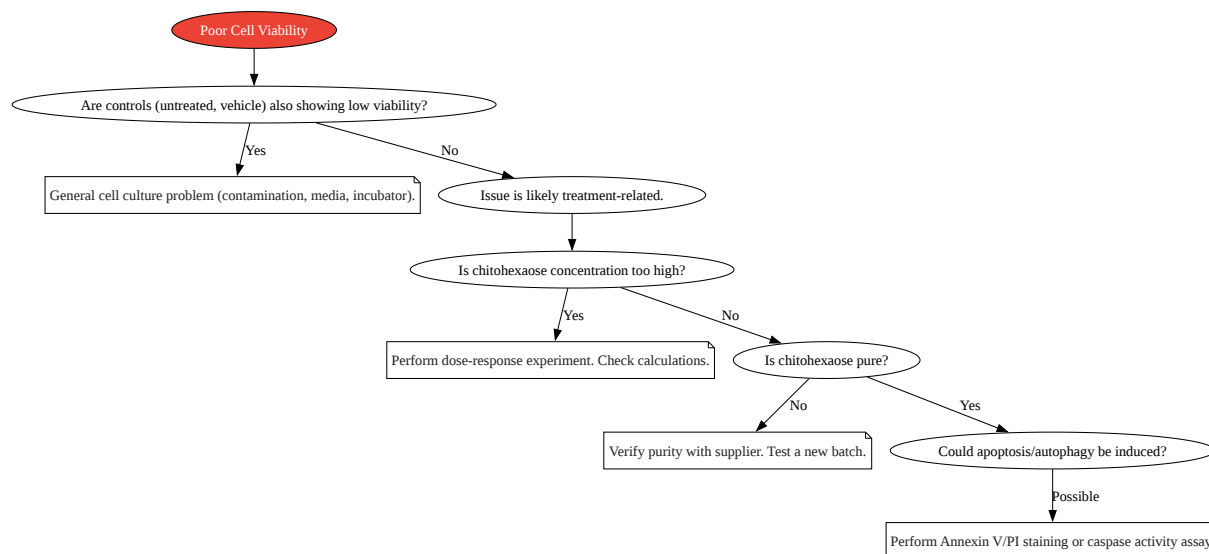 Poor Cell Viability
Are controls (untreated, vehicle) also showing low viability?
Yes
No
General cell culture problem (contamination, media, incubator).
Issue is likely treatment-related.
Is chitohexaose concentration too high?
Yes
No
Perform dose-response experiment. Check calculations.
Is chitohexaose pure?
No
Yes
Verify purity with supplier. Test a new batch.
Could apoptosis/autophagy be induced?
Possible
Perform Annexin V/PI staining or caspase activity assay